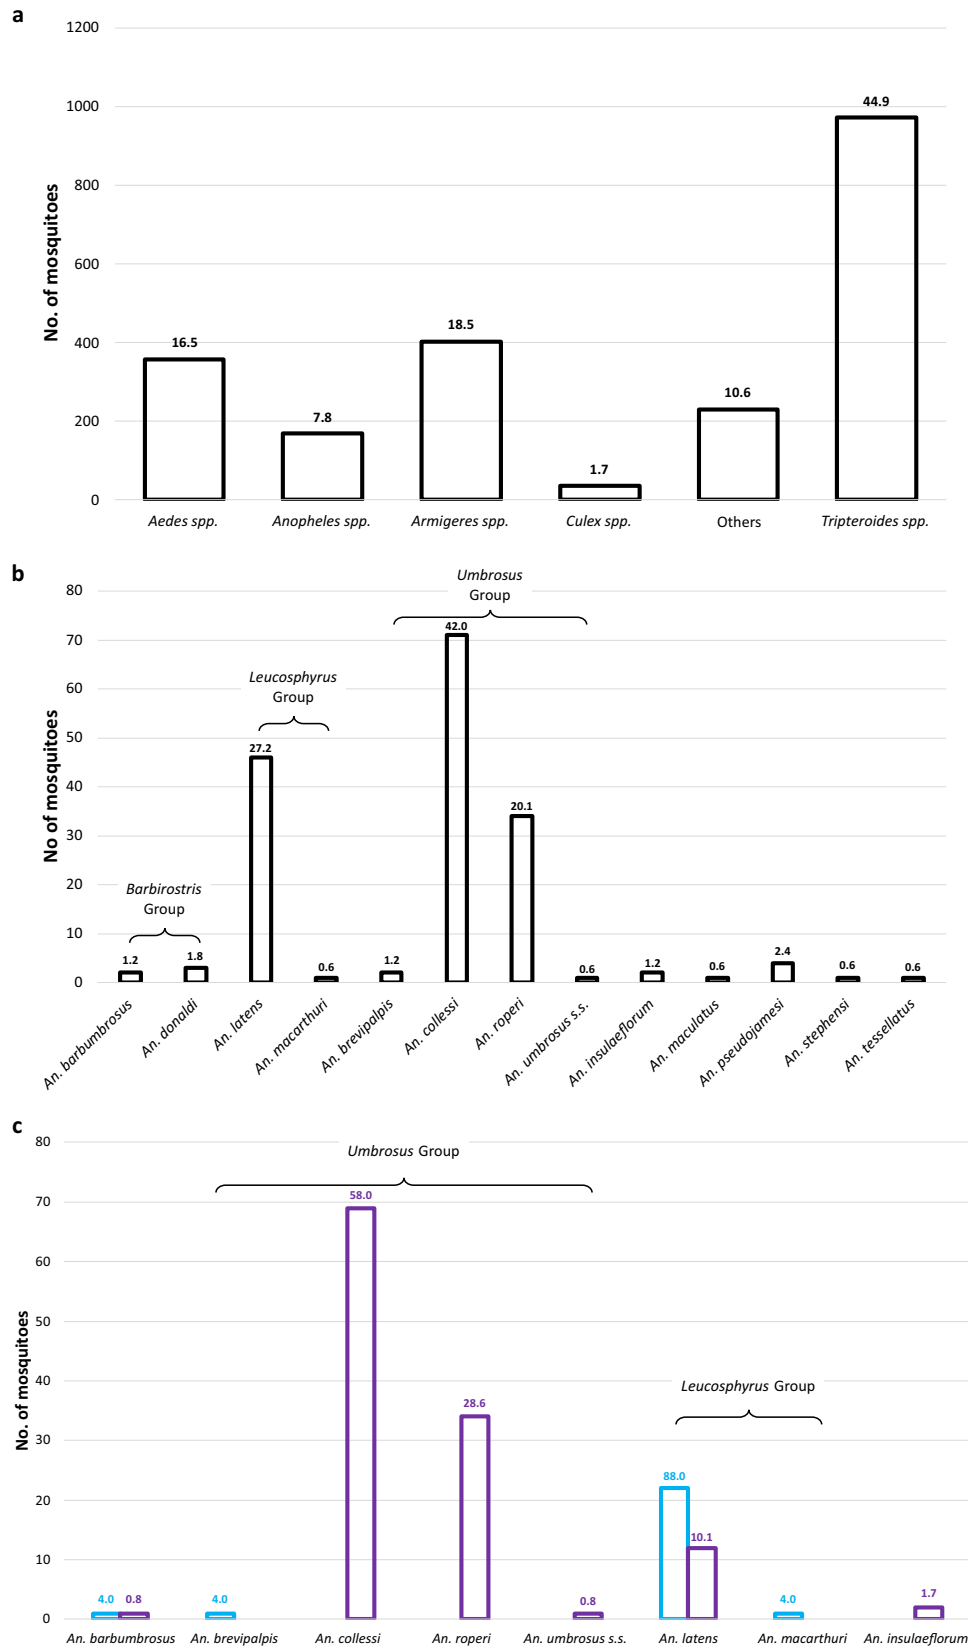 a
1200
1000
800
600
400
200
0
No. of mosquitoes
16.5
7.8
18.5
1.7
10.6
44.9
Aedes spp.
Anopheles spp.
Armigeres spp.
Culex spp.
Others
Tripteroides spp.
b
80
70
60
50
40
30
20
10
0
No of mosquitoes
Umbrosus
Group
Leucosphyrus
Group
Barbirostris
Group
1.2
1.8
27.2
0.6
1.2
42.0
20.1
0.6
1.2
0.6
2.4
0.6
0.6
An. barbumbrosus
An. donaldi
An. latens
An. macarthuri
An. brevipalpis
An. collessi
An. roperi
An. umbrosus s.s.
An. insulaeflorum
An. maculatus
An. pseudojamesi
An. stephensi
An. tessellatus
c
80
70
60
50
40
30
20
10
0
No. of mosquitoes
Umbrosus Group
Leucosphyrus Group
4.0
0.8
4.0
58.0
28.6
0.8
88.0
10.1
4.0
1.7
An. barbumbrosus
An. brevipalpis
An. collessi
An. roperi
An. umbrosus s.s.
An. latens
An. macarthuri
An. insulaeflorum